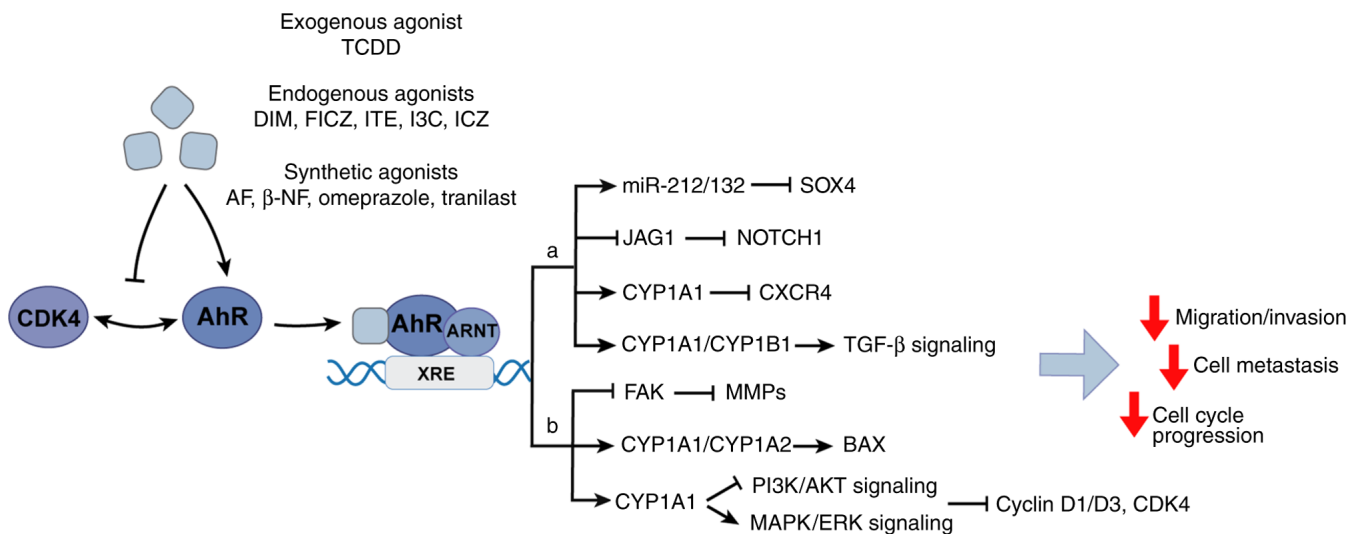 Exogenous agonist
TCDD
Endogenous agonists
DIM, FICZ, ITE, I3C, ICZ
Synthetic agonists
AF, β-NF, omeprazole, tranilast
CDK4
AhR
AhR
ARNT
XRE
a
miR-212/132
SOX4
JAG1
NOTCH1
CYP1A1
CXCR4
CYP1A1/CYP1B1
TGF-β signaling
b
FAK
MMPs
CYP1A1/CYP1A2
BAX
CYP1A1
PI3K/AKT signaling
MAPK/ERK signaling
Cyclin D1/D3, CDK4
Migration/invasion
Cell metastasis
Cell cycle
progression